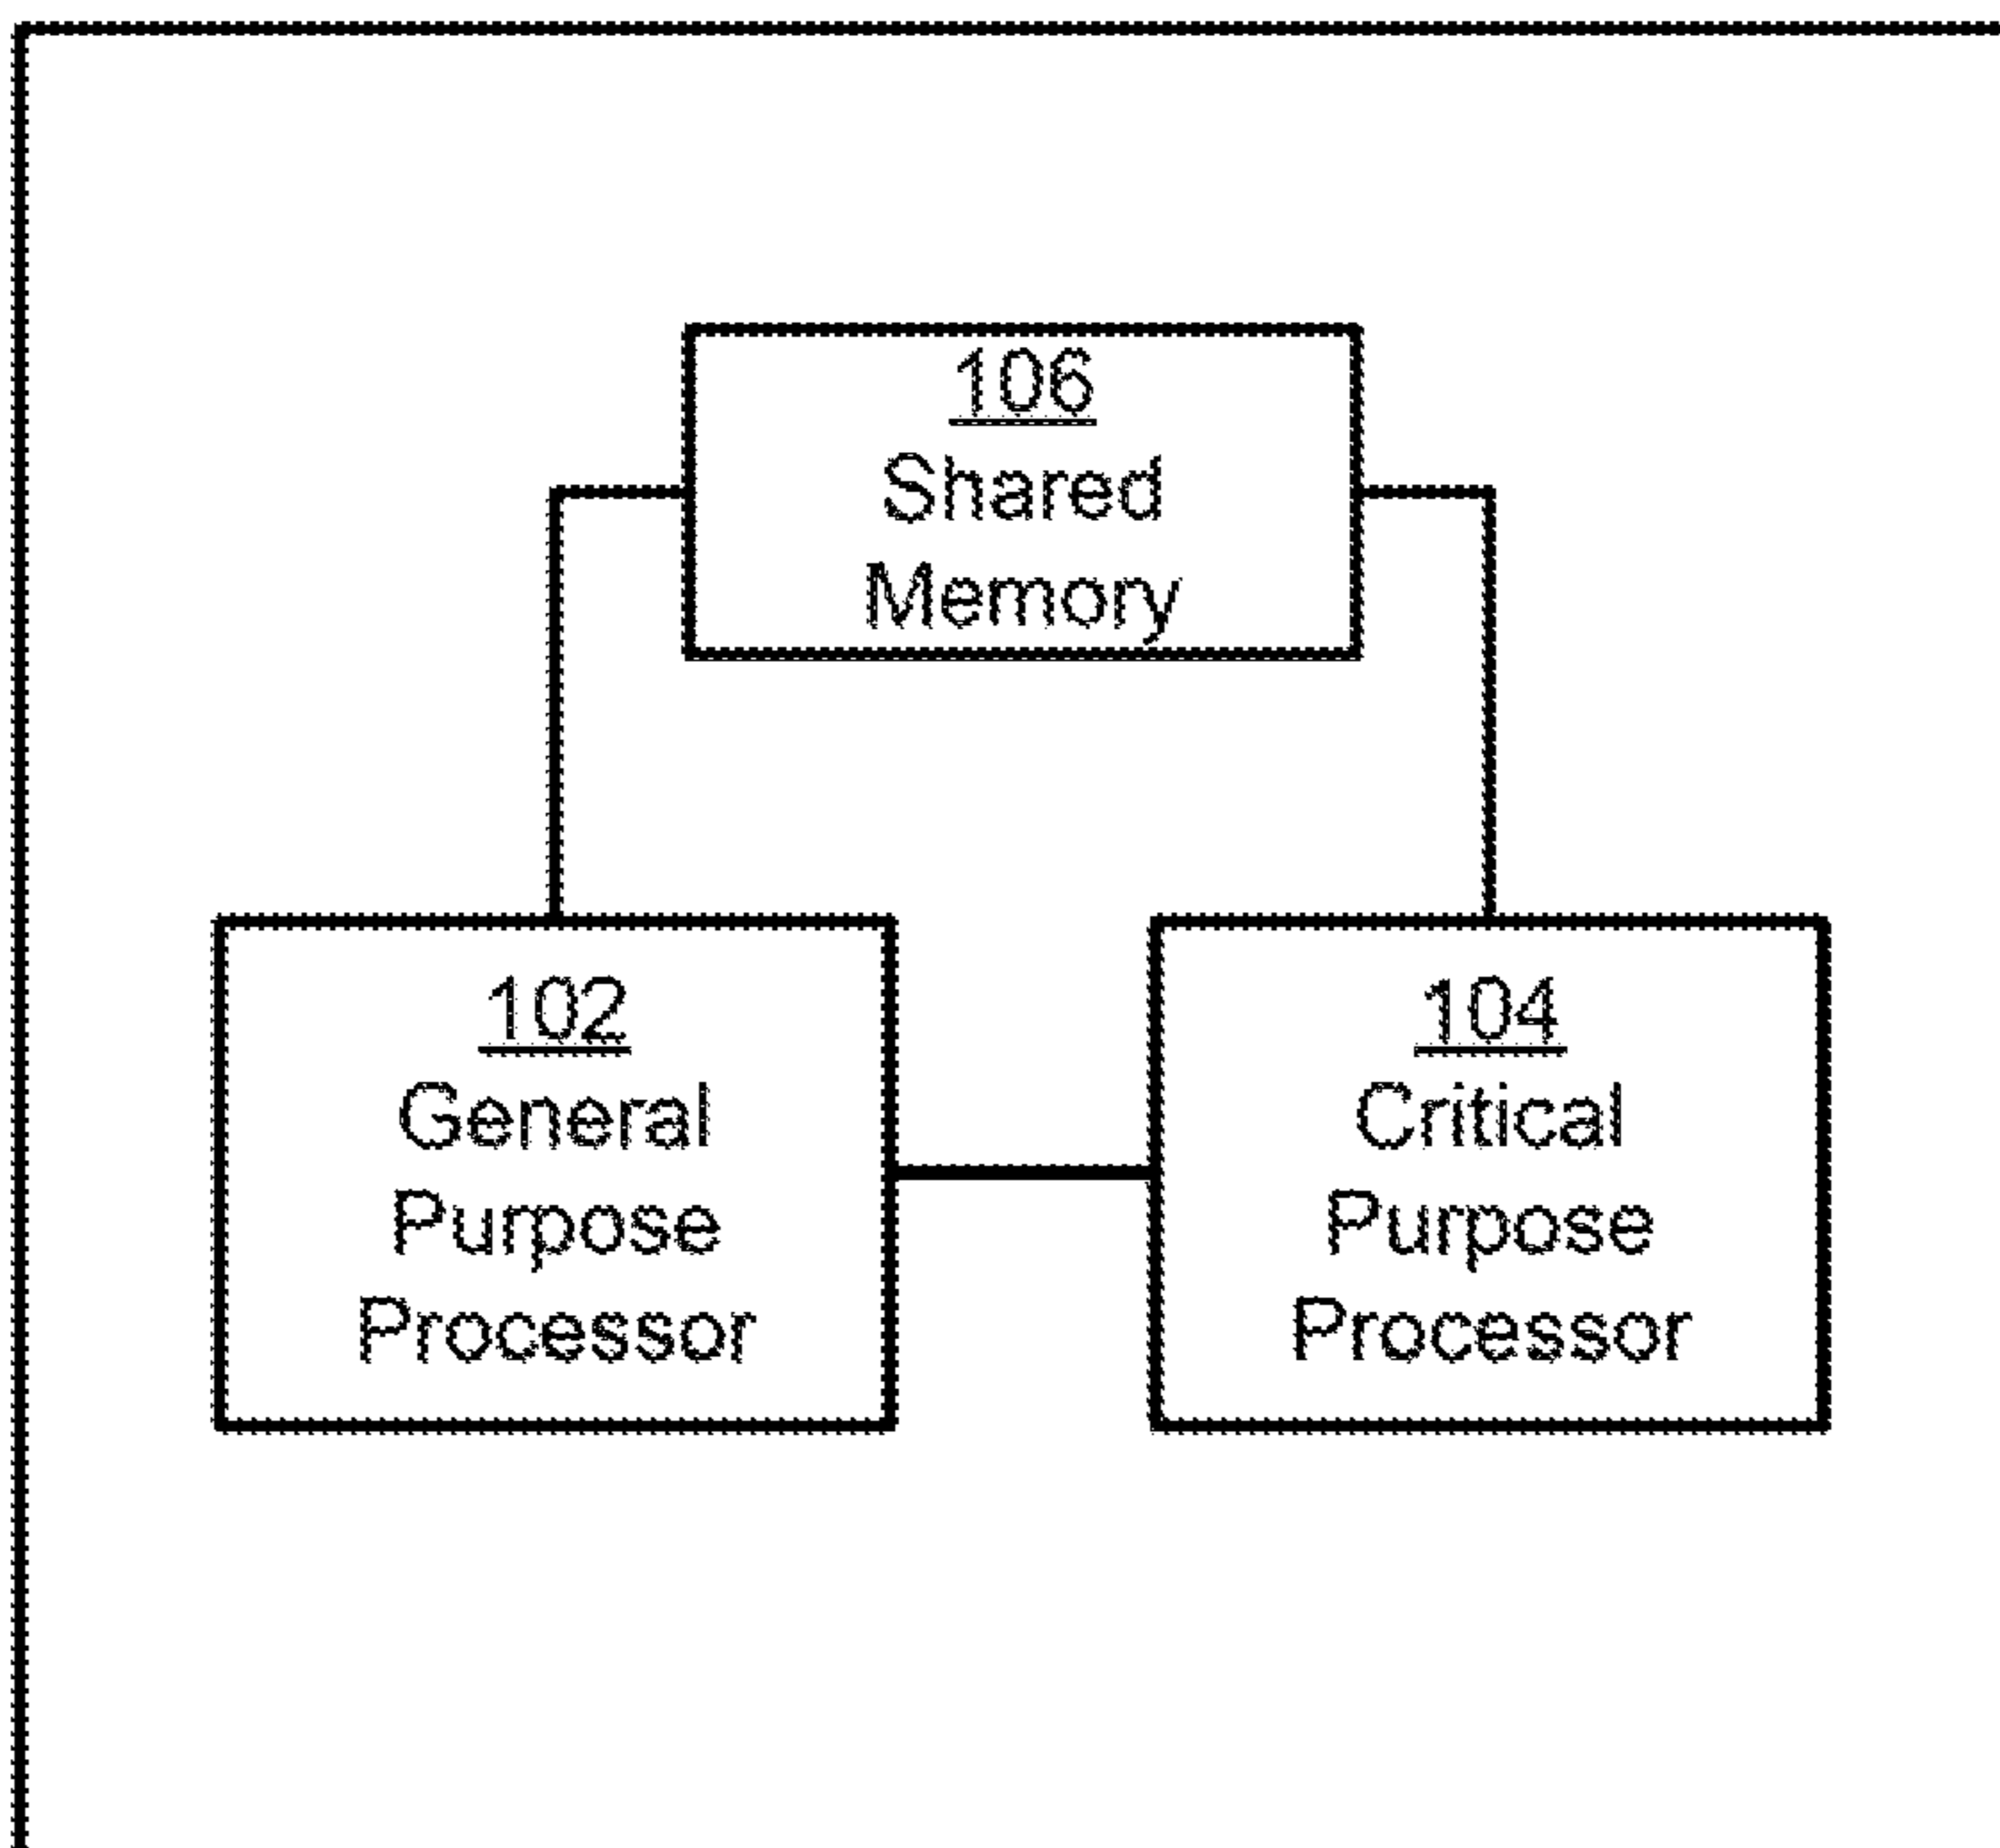 106
Shared
Memory
102
General
Purpose
Processor
104
Critical
Purpose
Processor